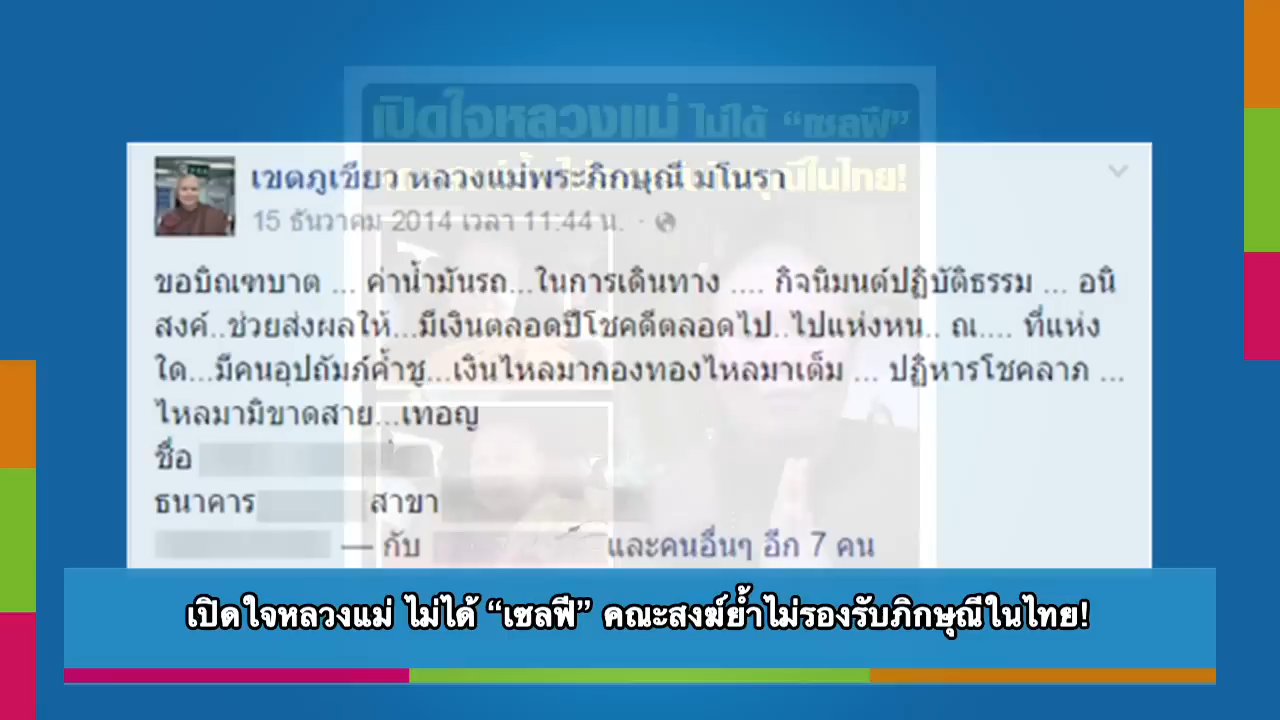 เปิดใจหลวงแม่ ไม่ได้ “เซลฟี”
ในไทย!
เขตภูเขียว หลวงแม่พระภิกษุณี มโนรา
15 ธันวาคม 2014 เวลา 11:44 น. ·
ขอบิณฑบาต ... ค่าน้ำมันรถ...ในการเดินทาง .... กิจนิมนต์ปฏิบัติธรรม ... อนิ
สงค์..ช่วยส่งผลให้...มีเงินตลอดปีโชคดีตลอดไป..ไปแห่งหน.. ณ.... ที่แห่ง
ใด...มีคนอุปถัมภ์ค้ำชู...เงินไหลมากองทองไหลมาเต็ม ... ปฏิหารโชคลาภ ...
ไหลมามิขาดสาย...เทอญ
ชื่อ
ธนาคาร สาขา
— กับ และคนอื่นๆ อีก 7 คน
เปิดใจหลวงแม่ ไม่ได้ “เซลฟี” คณะสงฆ์ย้ำไม่รองรับภิกษุณีในไทย!